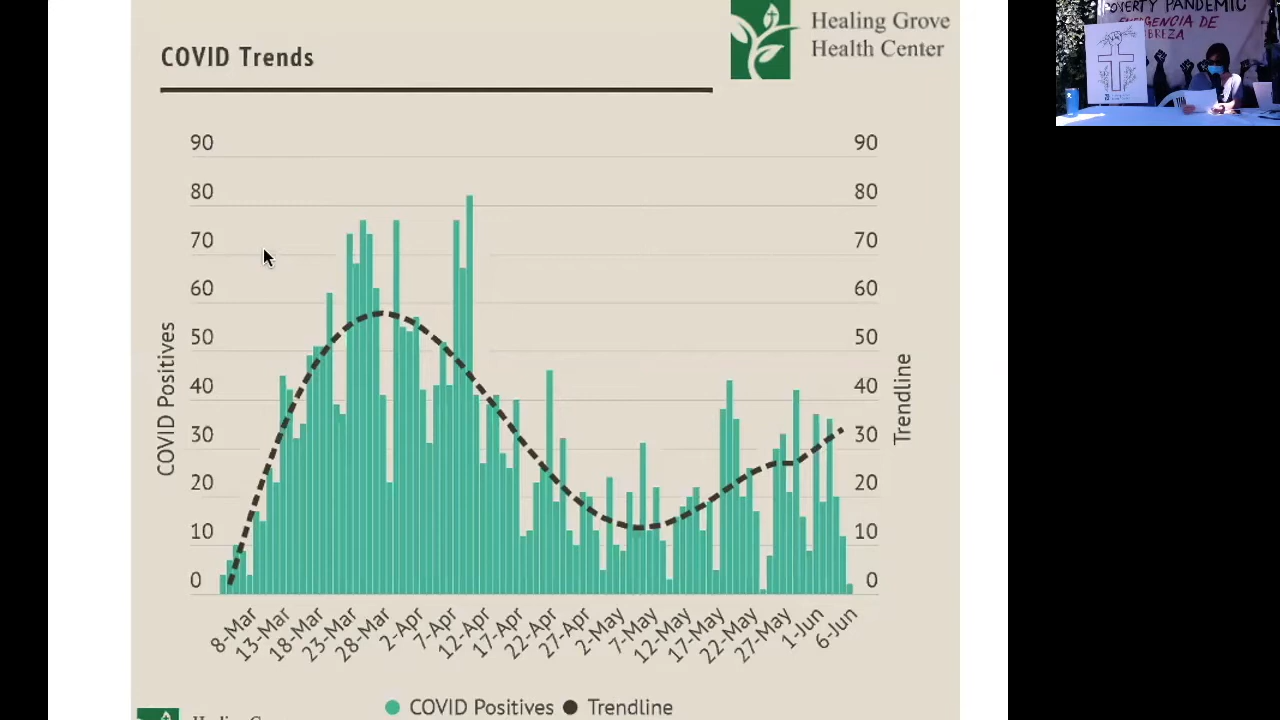 COVID Trends
Healing Grove
Health Center
POVERTY PANDEMIC
DE
90
80
70
60
50
40
30
20
10
0
COVID Positives
90
80
70
60
50
40
30
20
10
0
Trendline
8-Mar
13-Mar
18-Mar
23-Mar
28-Mar
2-Apr
7-Apr
12-Apr
17-Apr
22-Apr
27-Apr
2-May
7-May
12-May
17-May
22-May
27-May
1-Jun
6-Jun
COVID Positives
Trendline